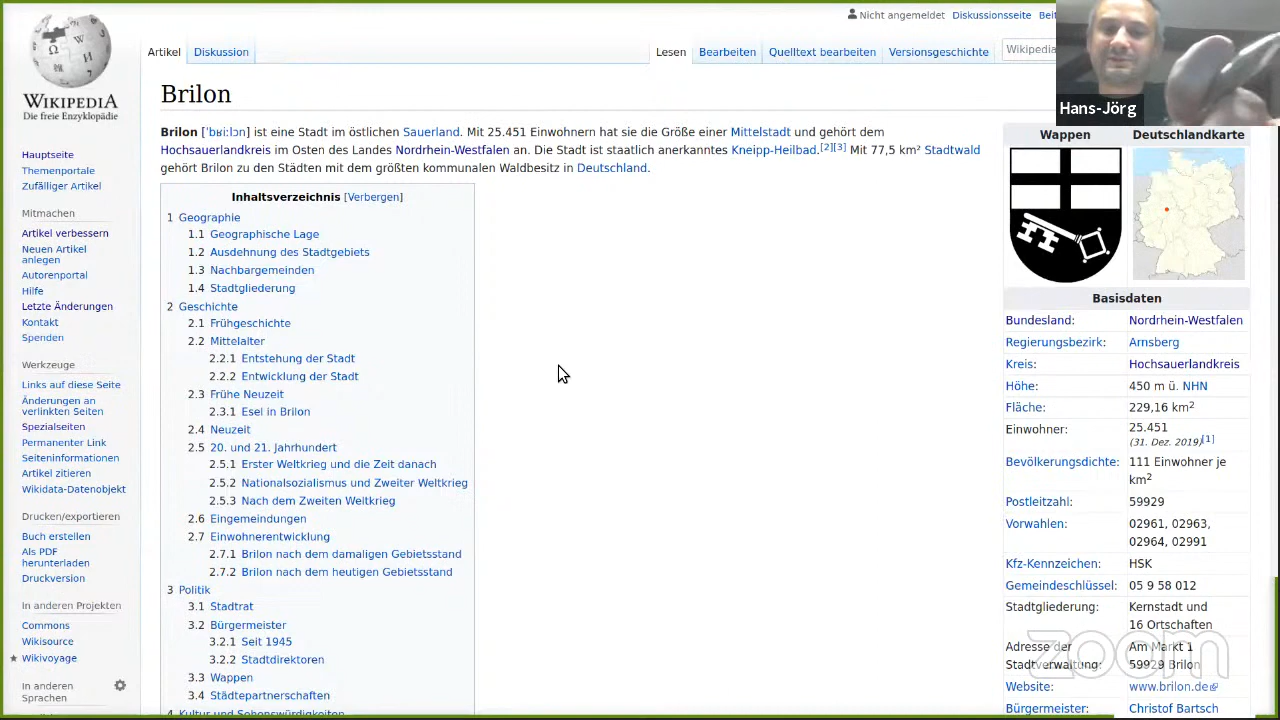 Nicht angemeldet Diskussionsseite Bei
Artikel Diskussion Lesen Bearbeiten Quelltext bearbeiten Versionsgeschichte Wikipedia
Hans-Jörg
WIKIPEDIA
Die freie Enzyklopädie
Hauptseite
Themenportale
Zufälliger Artikel
Mitmachen
Artikel verbessern
Neuen Artikel
anlegen
Autorenportal
Hilfe
Letzte Änderungen
Kontakt
Spenden
Werkzeuge
Links auf diese Seite
Änderungen an
verlinkten Seiten
Spezialseiten
Permanenter Link
Seiteninformationen
Artikel zitieren
Wikidata-Datenobjekt
Drucken/exportieren
Buch erstellen
Als PDF
herunterladen
Druckversion
In anderen Projekten
Commons
Wikisource
Wikivoyage
In anderen
Sprachen
Brilon
Brilon [ˈbʁiːlɔn] ist eine Stadt im östlichen Sauerland. Mit 25.451 Einwohnern hat sie die Größe einer Mittelstadt und gehört dem
Hochsauerlandkreis im Osten des Landes Nordrhein-Westfalen an. Die Stadt ist staatlich anerkanntes Kneipp-Heilbad.[2][3] Mit 77,5 km² Stadtwald
gehört Brilon zu den Städten mit dem größten kommunalen Waldbesitz in Deutschland.
Inhaltsverzeichnis [Verbergen]
1 Geographie
1.1 Geographische Lage
1.2 Ausdehnung des Stadtgebiets
1.3 Nachbargemeinden
1.4 Stadtgliederung
2 Geschichte
2.1 Frühgeschichte
2.2 Mittelalter
2.2.1 Entstehung der Stadt
2.2.2 Entwicklung der Stadt
2.3 Frühe Neuzeit
2.3.1 Esel in Brilon
2.4 Neuzeit
2.5 20. und 21. Jahrhundert
2.5.1 Erster Weltkrieg und die Zeit danach
2.5.2 Nationalsozialismus und Zweiter Weltkrieg
2.5.3 Nach dem Zweiten Weltkrieg
2.6 Eingemeindungen
2.7 Einwohnerentwicklung
2.7.1 Brilon nach dem damaligen Gebietsstand
2.7.2 Brilon nach dem heutigen Gebietsstand
3 Politik
3.1 Stadtrat
3.2 Bürgermeister
3.2.1 Seit 1945
3.2.2 Stadtdirektoren
3.3 Wappen
3.4 Städtepartnerschaften
4 Kultur und Sehenswürdigkeiten
Wappen Deutschlandkarte
Basisdaten
Bundesland: Nordrhein-Westfalen
Regierungsbezirk: Arnsberg
Kreis: Hochsauerlandkreis
Höhe: 450 m ü. NHN
Fläche: 229,16 km²
Einwohner: 25.451
(31. Dez. 2019)[1]
Bevölkerungsdichte: 111 Einwohner je
km²
Postleitzahl: 59929
Vorwahlen: 02961, 02963,
02964, 02991
Kfz-Kennzeichen: HSK
Gemeindeschlüssel: 05 9 58 012
Stadtgliederung: Kernstadt und
16 Ortschaften
Adresse der Am Markt 1
Stadtverwaltung: 59929 Brilon
Website: www.brilon.de
Bürgermeister: Christof Bartsch
zoom